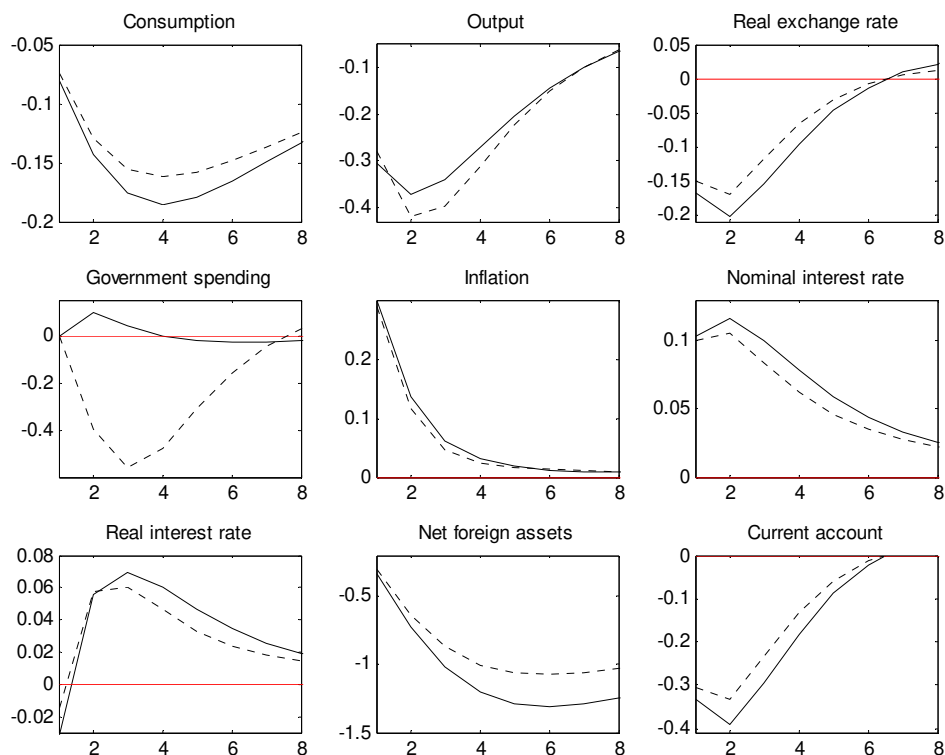 Consumption
-0.05
-0.1
-0.15
-0.2
2 4 6 8
Output
-0.1
-0.2
-0.3
-0.4
2 4 6 8
Real exchange rate
0.05
0
-0.05
-0.1
-0.15
-0.2
2 4 6 8
Government spending
0
-0.2
-0.4
2 4 6 8
Inflation
0.2
0.1
0
2 4 6 8
Nominal interest rate
0.1
0.05
0
2 4 6 8
Real interest rate
0.08
0.06
0.04
0.02
0
-0.02
2 4 6 8
Net foreign assets
-0.5
-1
-1.5
2 4 6 8
Current account
0
-0.1
-0.2
-0.3
-0.4
2 4 6 8